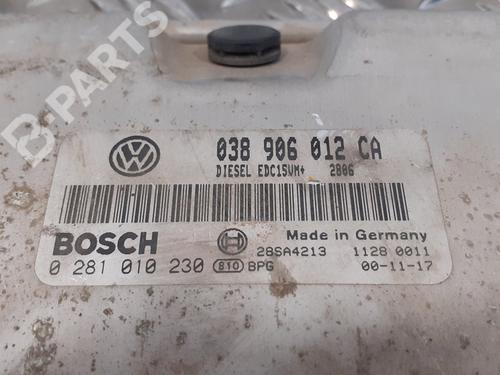 B-PARTS
038 906 012 CA
DIESEL EDC15VM+ 2806
BOSCH
Made in Germany
28SA4213 1128 0011
0 281 010 230 810 BPG 00-11-17